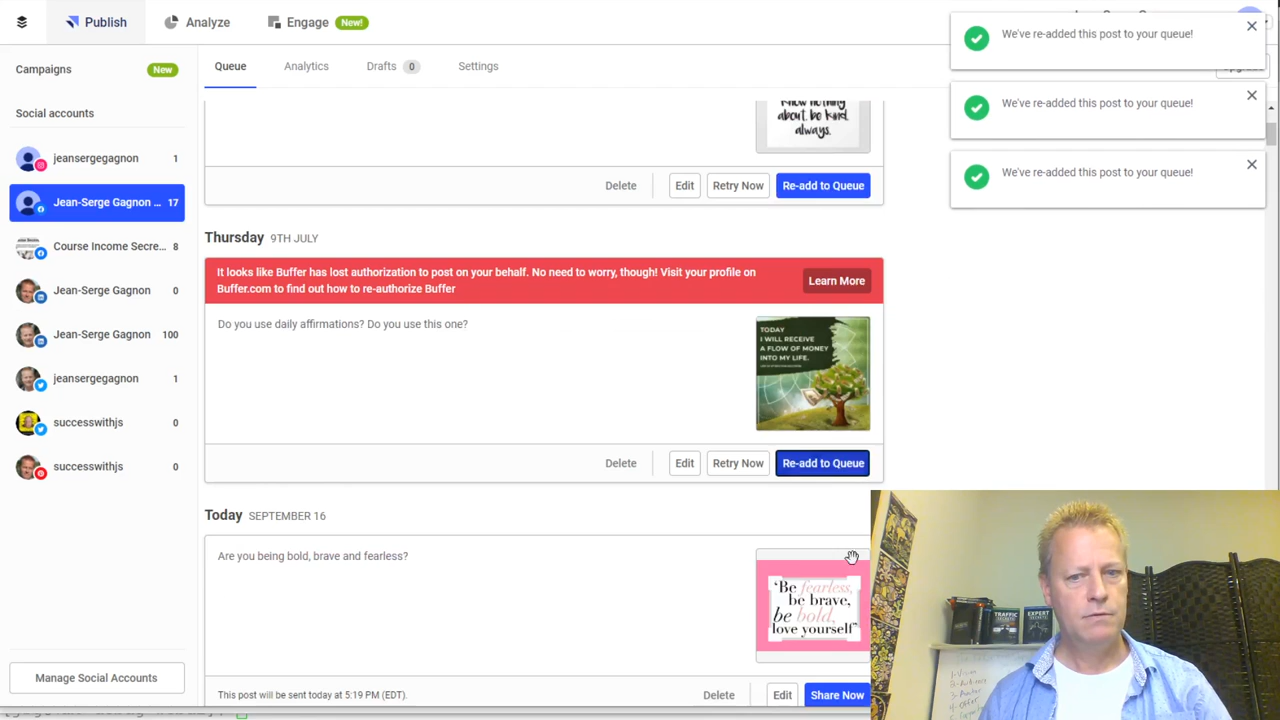 Publish
Analyze
Engage New!
Campaigns New
Social accounts
jeansergegagnon 1
Jean-Serge Gagnon ... 17
Course Income Secre... 8
Jean-Serge Gagnon 0
Jean-Serge Gagnon 100
jeansergegagnon 1
successwithjs 0
successwithjs 0
Manage Social Accounts
Queue
Analytics
Drafts 0
Settings
We've re-added this post to your queue!
We've re-added this post to your queue!
We've re-added this post to your queue!
know nothing
about. be kind.
always.
Delete
Edit
Retry Now
Re-add to Queue
Thursday 9TH JULY
It looks like Buffer has lost authorization to post on your behalf. No need to worry, though! Visit your profile on
Buffer.com to find out how to re-authorize Buffer
Learn More
Do you use daily affirmations? Do you use this one?
TODAY
I WILL RECEIVE
A FLOW OF MONEY
INTO MY LIFE.
Delete
Edit
Retry Now
Re-add to Queue
Today SEPTEMBER 16
Are you being bold, brave and fearless?
"Be fearless,
be brave,
be bold,
love yourself"
This post will be sent today at 5:19 PM (EDT).
Delete
Edit
Share Now
TRAFFIC
SECRETS
EXPERT
SECRETS